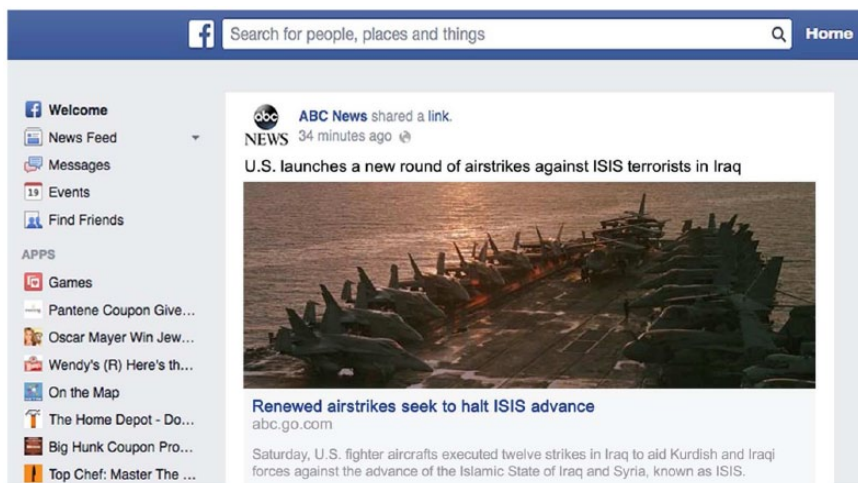 f
Search for people, places and things
Home
Welcome
News Feed
Messages
19 Events
Find Friends
APPS
Games
Pantene Coupon Give...
Oscar Mayer Win Jew...
Wendy's (R) Here's th...
On the Map
The Home Depot - Do...
Big Hunk Coupon Pro...
Top Chef: Master The ...
abc
NEWS
ABC News shared a link.
34 minutes ago
U.S. launches a new round of airstrikes against ISIS terrorists in Iraq
Renewed airstrikes seek to halt ISIS advance
abc.go.com
Saturday, U.S. fighter aircrafts executed twelve strikes in Iraq to aid Kurdish and Iraqi
forces against the advance of the Islamic State of Iraq and Syria, known as ISIS.